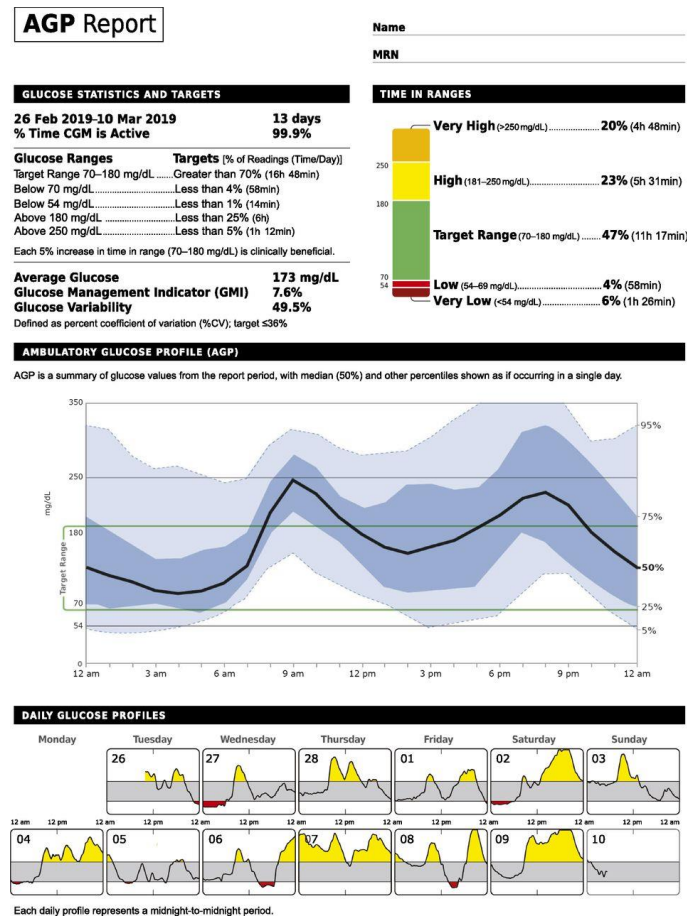 AGP Report
Name
MRN
GLUCOSE STATISTICS AND TARGETS
26 Feb 2019–10 Mar 2019 13 days
% Time CGM is Active 99.9%
Glucose Ranges Targets [% of Readings (Time/Day)]
Target Range 70–180 mg/dL ......Greater than 70% (16h 48min)
Below 70 mg/dL......................Less than 4% (58min)
Below 54 mg/dL......................Less than 1% (14min)
Above 180 mg/dL ...................Less than 25% (6h)
Above 250 mg/dL....................Less than 5% (1h 12min)
Each 5% increase in time in range (70–180 mg/dL) is clinically beneficial.
Average Glucose 173 mg/dL
Glucose Management Indicator (GMI) 7.6%
Glucose Variability 49.5%
Defined as percent coefficient of variation (%CV); target ≤36%
TIME IN RANGES
Very High (>250 mg/dL)................ 20% (4h 48min)
250
High (181–250 mg/dL)..................... 23% (5h 31min)
180
Target Range (70–180 mg/dL) ...... 47% (11h 17min)
70
Low (54–69 mg/dL)......................... 4% (58min)
54
Very Low (<54 mg/dL)................... 6% (1h 26min)
AMBULATORY GLUCOSE PROFILE (AGP)
AGP is a summary of glucose values from the report period, with median (50%) and other percentiles shown as if occurring in a single day.
350
95%
250
mg/dL
75%
180
Target Range
50%
70
25%
54
5%
0
12 am 3 am 6 am 9 am 12 pm 3 pm 6 pm 9 pm 12 am
DAILY GLUCOSE PROFILES
Monday Tuesday Wednesday Thursday Friday Saturday Sunday
26 27 28 01 02 03
12 am 12 pm 12 am 12 pm 12 am 12 pm 12 am 12 pm 12 am 12 pm 12 am 12 pm 12 am 12 pm 12 am
04 05 06 07 08 09 10
Each daily profile represents a midnight-to-midnight period.